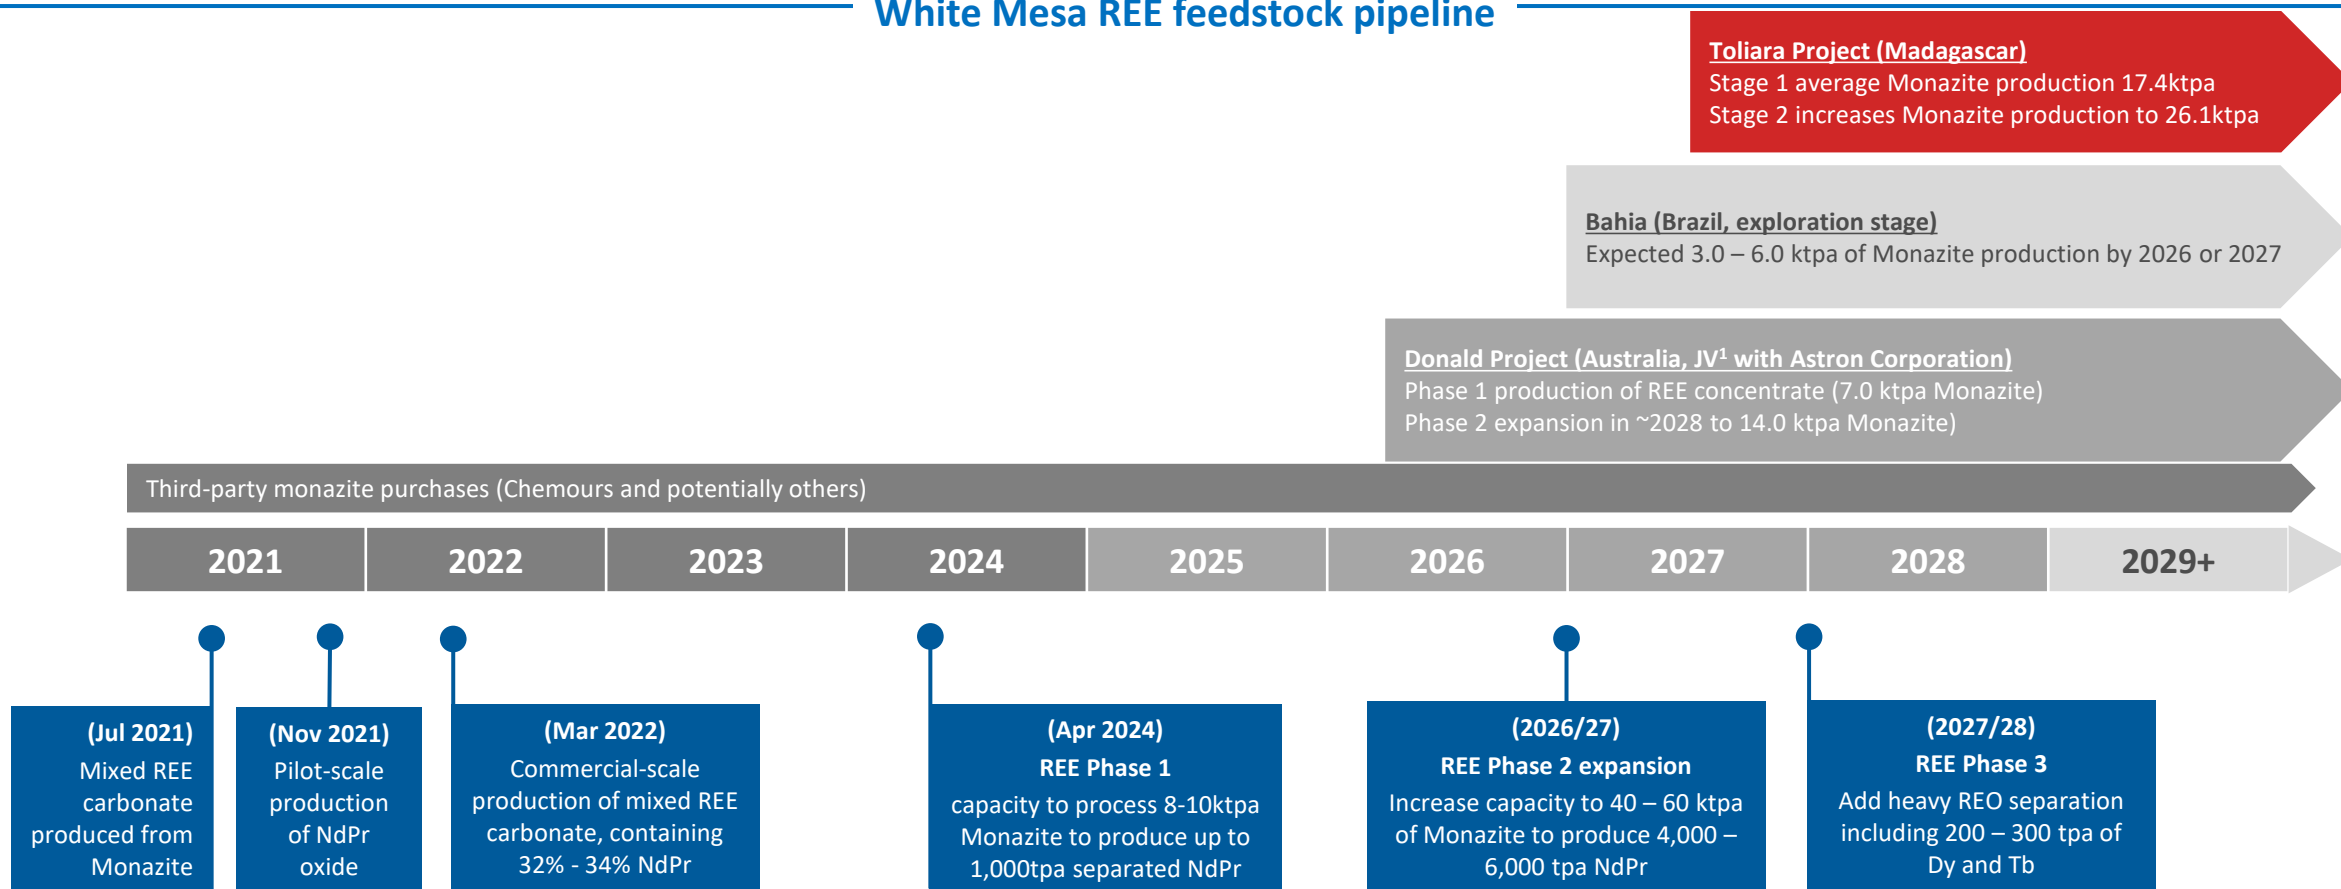 White Mesa REE feedstock pipeline
Toliara Project (Madagascar)
Stage 1 average Monazite production 17.4ktpa
Stage 2 increases Monazite production to 26.1ktpa
Bahia (Brazil, exploration stage)
Expected 3.0 – 6.0 ktpa of Monazite production by 2026 or 2027
Donald Project (Australia, JV¹ with Astron Corporation)
Phase 1 production of REE concentrate (7.0 ktpa Monazite)
Phase 2 expansion in ~2028 to 14.0 ktpa Monazite)
Third-party monazite purchases (Chemours and potentially others)
2021 2022 2023 2024 2025 2026 2027 2028 2029+
(Jul 2021)
Mixed REE
carbonate
produced from
Monazite
(Nov 2021)
Pilot-scale
production
of NdPr
oxide
(Mar 2022)
Commercial-scale
production of mixed REE
carbonate, containing
32% - 34% NdPr
(Apr 2024)
REE Phase 1
capacity to process 8-10ktpa
Monazite to produce up to
1,000tpa separated NdPr
(2026/27)
REE Phase 2 expansion
Increase capacity to 40 – 60 ktpa
of Monazite to produce 4,000 –
6,000 tpa NdPr
(2027/28)
REE Phase 3
Add heavy REO separation
including 200 – 300 tpa of
Dy and Tb